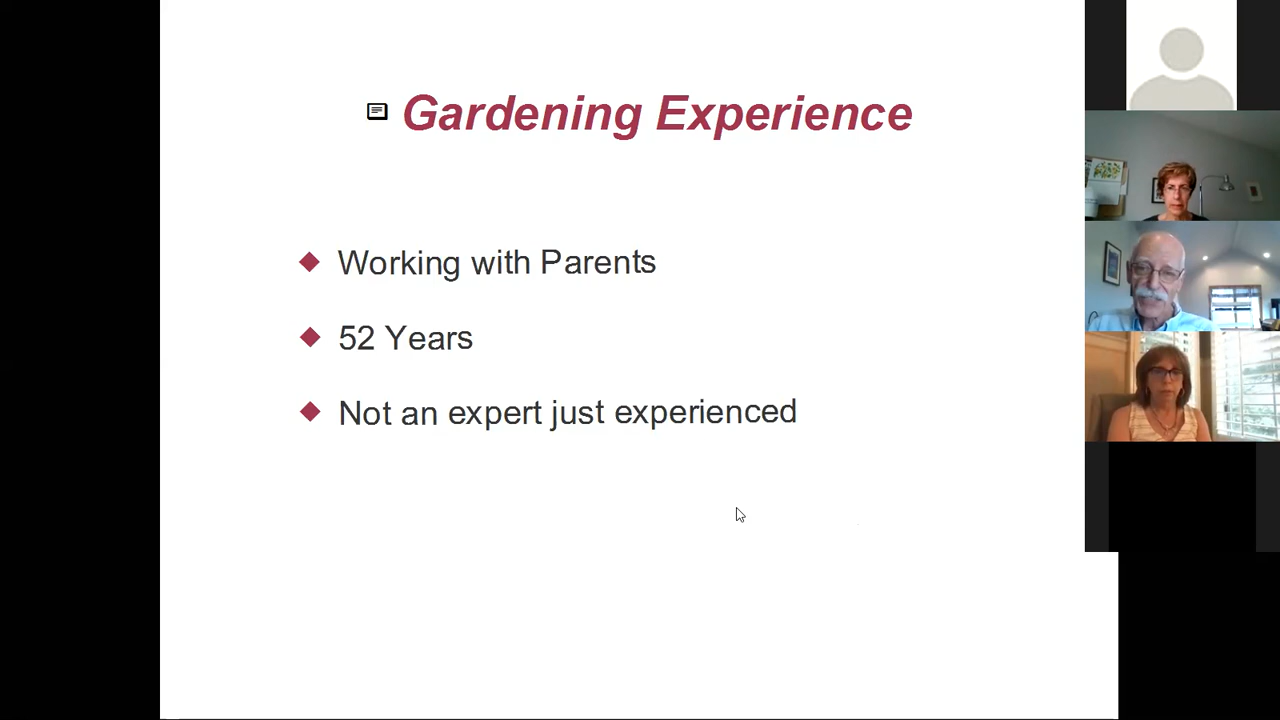 Gardening Experience
Working with Parents
52 Years
Not an expert just experienced